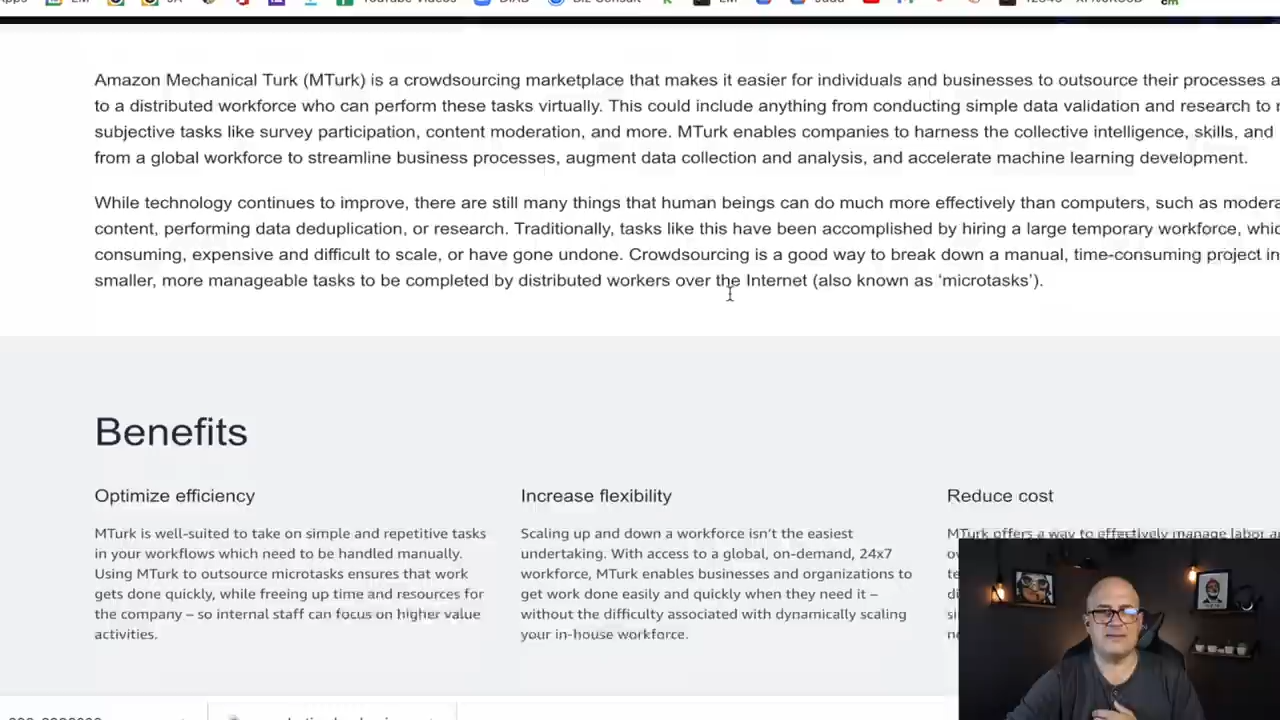 YouTube Videos
DIAB
Biz Consult
Amazon Mechanical Turk (MTurk) is a crowdsourcing marketplace that makes it easier for individuals and businesses to outsource their processes a
to a distributed workforce who can perform these tasks virtually. This could include anything from conducting simple data validation and research to
subjective tasks like survey participation, content moderation, and more. MTurk enables companies to harness the collective intelligence, skills, and
from a global workforce to streamline business processes, augment data collection and analysis, and accelerate machine learning development.
While technology continues to improve, there are still many things that human beings can do much more effectively than computers, such as modera
content, performing data deduplication, or research. Traditionally, tasks like this have been accomplished by hiring a large temporary workforce, whic
consuming, expensive and difficult to scale, or have gone undone. Crowdsourcing is a good way to break down a manual, time-consuming project in
smaller, more manageable tasks to be completed by distributed workers over the Internet (also known as ‘microtasks’).
Benefits
Optimize efficiency
MTurk is well-suited to take on simple and repetitive tasks
in your workflows which need to be handled manually.
Using MTurk to outsource microtasks ensures that work
gets done quickly, while freeing up time and resources for
the company – so internal staff can focus on higher value
activities.
Increase flexibility
Scaling up and down a workforce isn’t the easiest
undertaking. With access to a global, on-demand, 24x7
workforce, MTurk enables businesses and organizations to
get work done easily and quickly when they need it –
without the difficulty associated with dynamically scaling
your in-house workforce.
Reduce cost
MTurk offers a way to effectively manage labor a